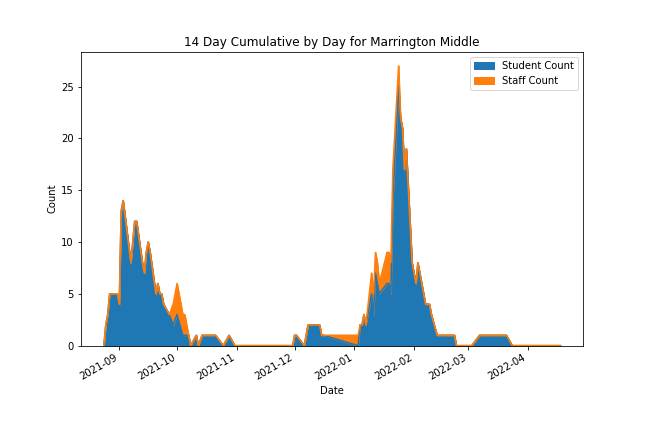 14 Day Cumulative by Day for Marrington Middle
Student Count
Staff Count
Count
25
20
15
10
5
0
2021-09
2021-10
2021-11
2021-12
2022-01
2022-02
2022-03
2022-04
Date